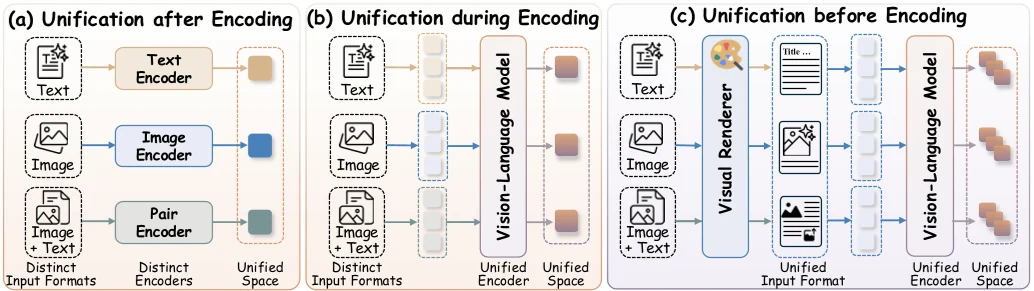 (a) Unification after Encoding
Text
Text
Encoder
Image
Image
Encoder
Image
+ Text
Pair
Encoder
Distinct
Input Formats
Distinct
Encoders
Unified
Space
(b) Unification during Encoding
Text
Image
Image
+ Text
Vision-Language Model
Distinct
Input Formats
Unified
Encoder
Unified
Space
(c) Unification before Encoding
Text
Image
Image
+ Text
Visual Renderer
Title ...
Vision-Language Model
Unified
Input Format
Unified
Encoder
Unified
Space